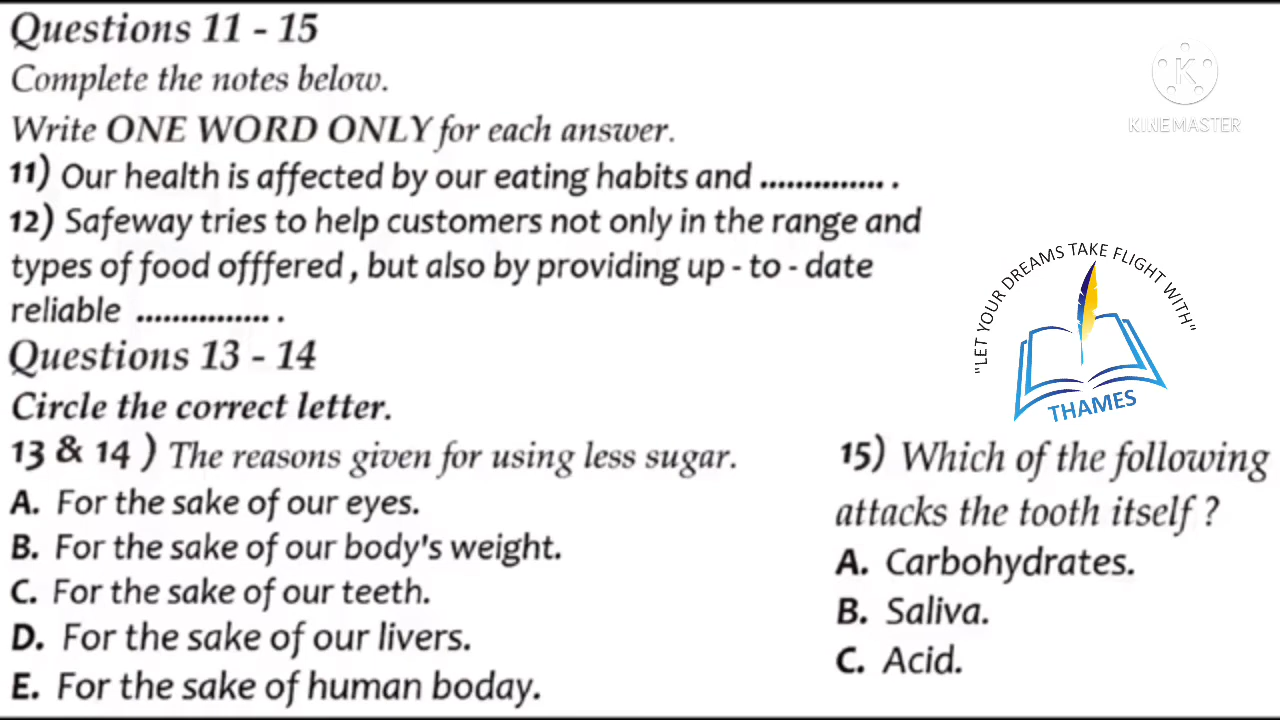 Questions 11 - 15
Complete the notes below.
Write ONE WORD ONLY for each answer.
11) Our health is affected by our eating habits and .............. .
12) Safeway tries to help customers not only in the range and
types of food offfered , but also by providing up - to - date
reliable ............... .
Questions 13 - 14
Circle the correct letter.
13 & 14 ) The reasons given for using less sugar.
A. For the sake of our eyes.
B. For the sake of our body's weight.
C. For the sake of our teeth.
D. For the sake of our livers.
E. For the sake of human boday.
15) Which of the following
attacks the tooth itself ?
A. Carbohydrates.
B. Saliva.
C. Acid.
K
KINEMASTER
"LET YOUR DREAMS TAKE FLIGHT WITH"
THAMES